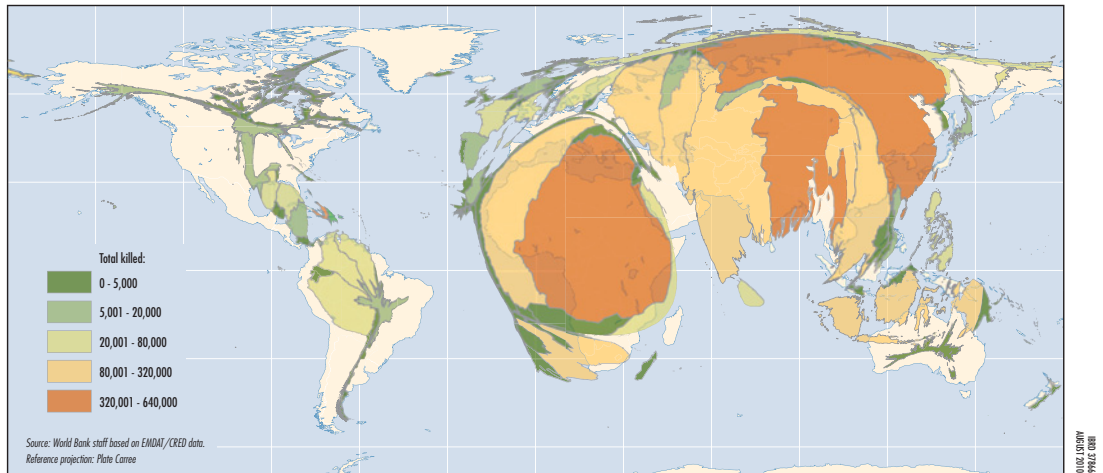 Total killed:
0 - 5,000
5,001 - 20,000
20,001 - 80,000
80,001 - 320,000
320,001 - 640,000
Source: World Bank staff based on EMDAT/CRED data.
Reference projection: Plate Carree
IBRD 37866
AUGUST 2010